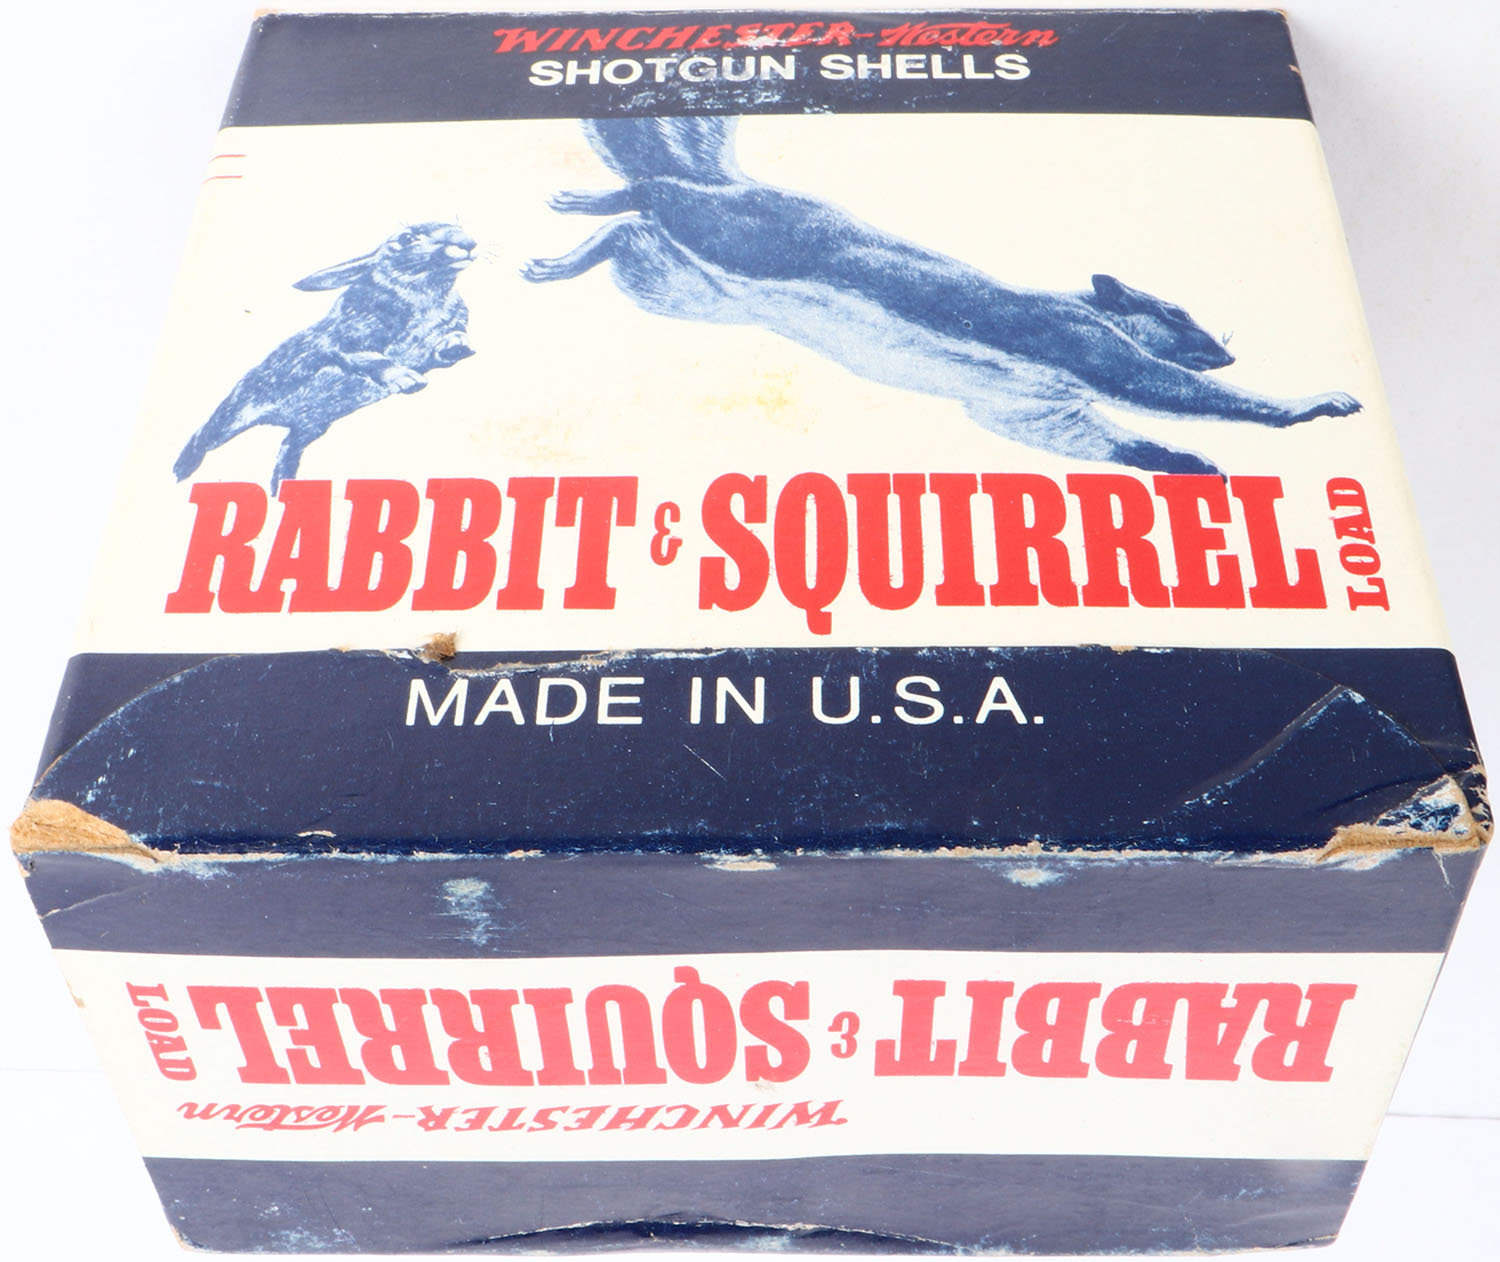 WINCHESTER-Western
SHOTGUN SHELLS
RABBIT & SQUIRREL LOAD
MADE IN U.S.A.
RABBIT & SQUIRREL LOAD
WINCHESTER-Western